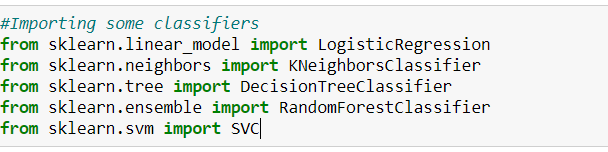 #Importing some classifiers
from sklearn.linear_model import LogisticRegression
from sklearn.neighbors import KNeighborsClassifier
from sklearn.tree import DecisionTreeClassifier
from sklearn.ensemble import RandomForestClassifier
from sklearn.svm import SVC